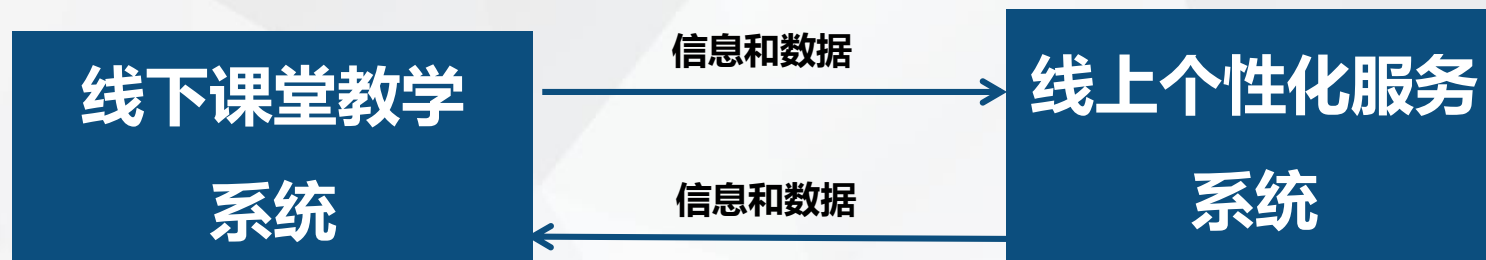 线下课堂教学
系统
信息和数据
信息和数据
线上个性化服务
系统